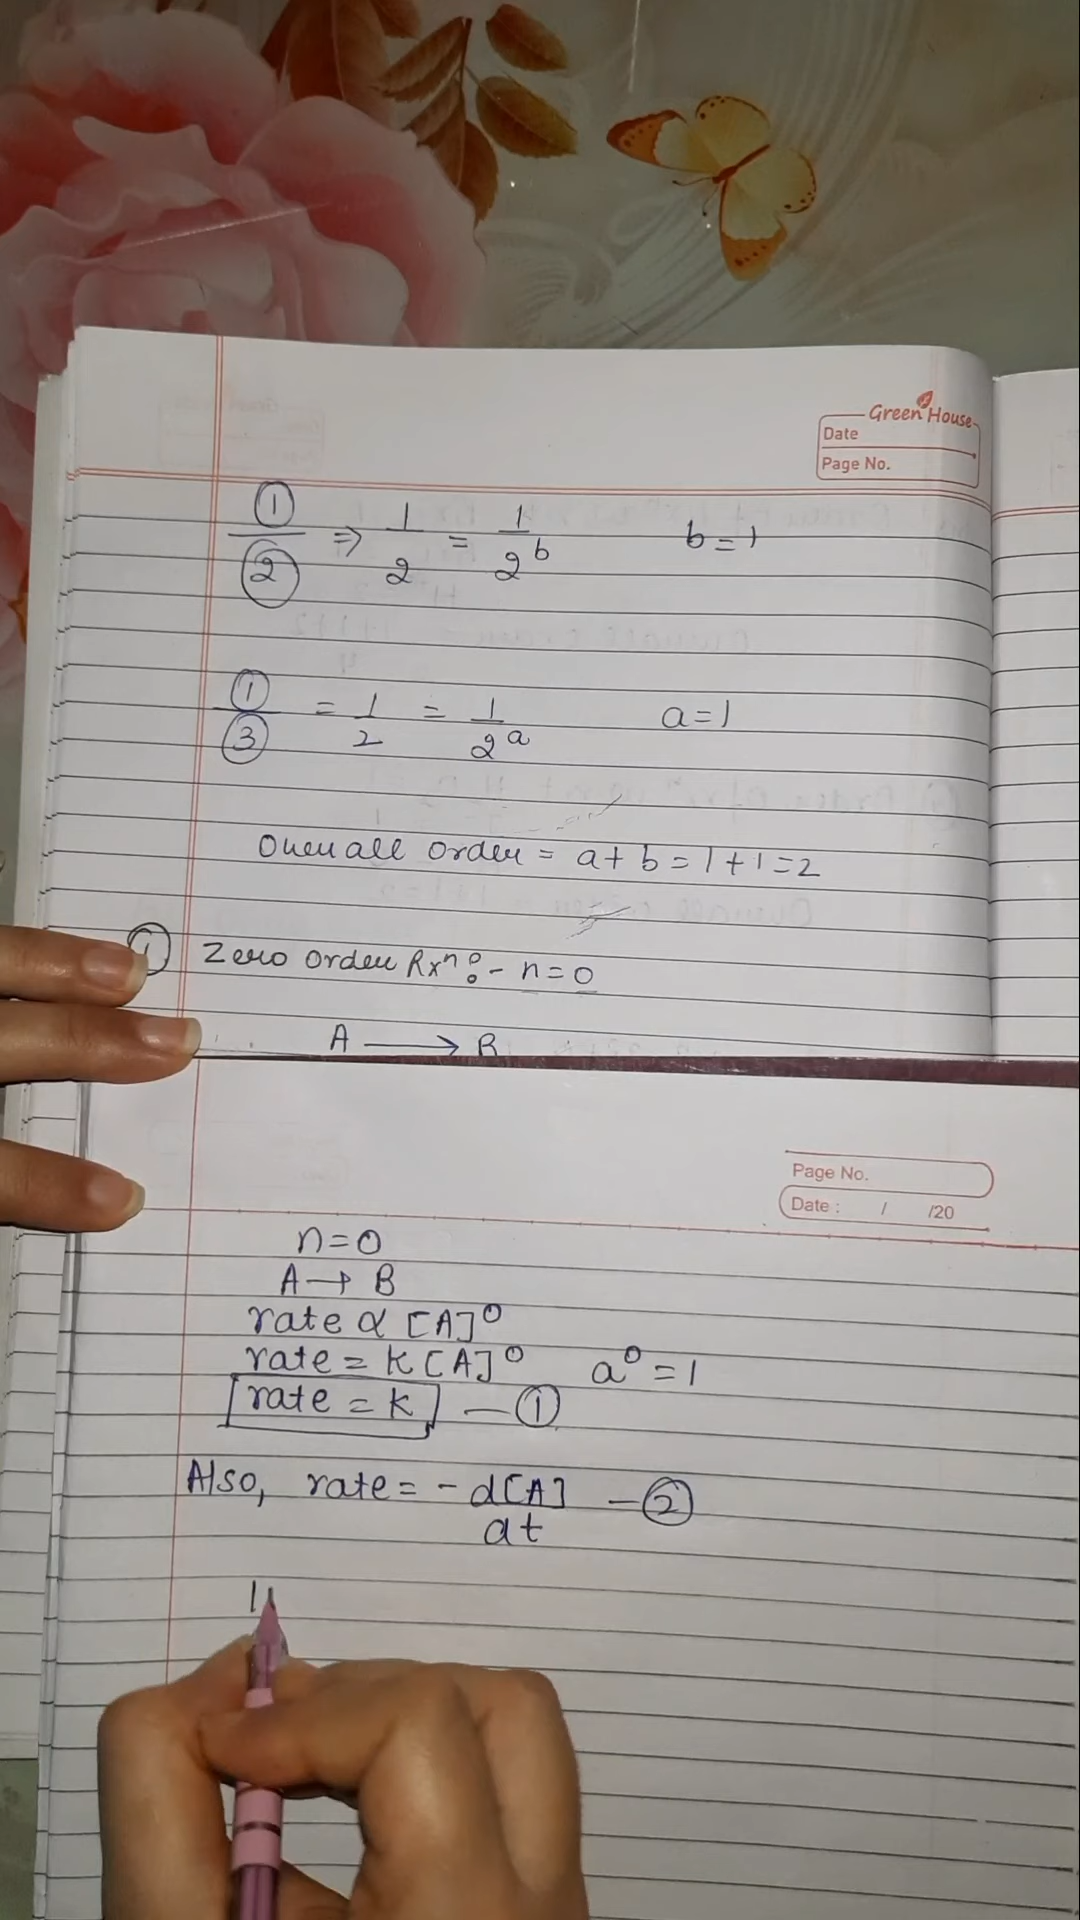 Green House
Date
Page No.
① / ② ⇒ 1/2 = 1/2^b b=1
① / ③ = 1/2 = 1/2^a a=1
Overall order = a+b=1+1=2
① Zero order Rxⁿ:- n=0
A ⟶ B
Page No.
Date : / /20
n=0
A→B
rate ∝ [A]⁰
rate = K[A]⁰ a⁰=1
rate = K —①
Also, rate = -d[A]/dt —②